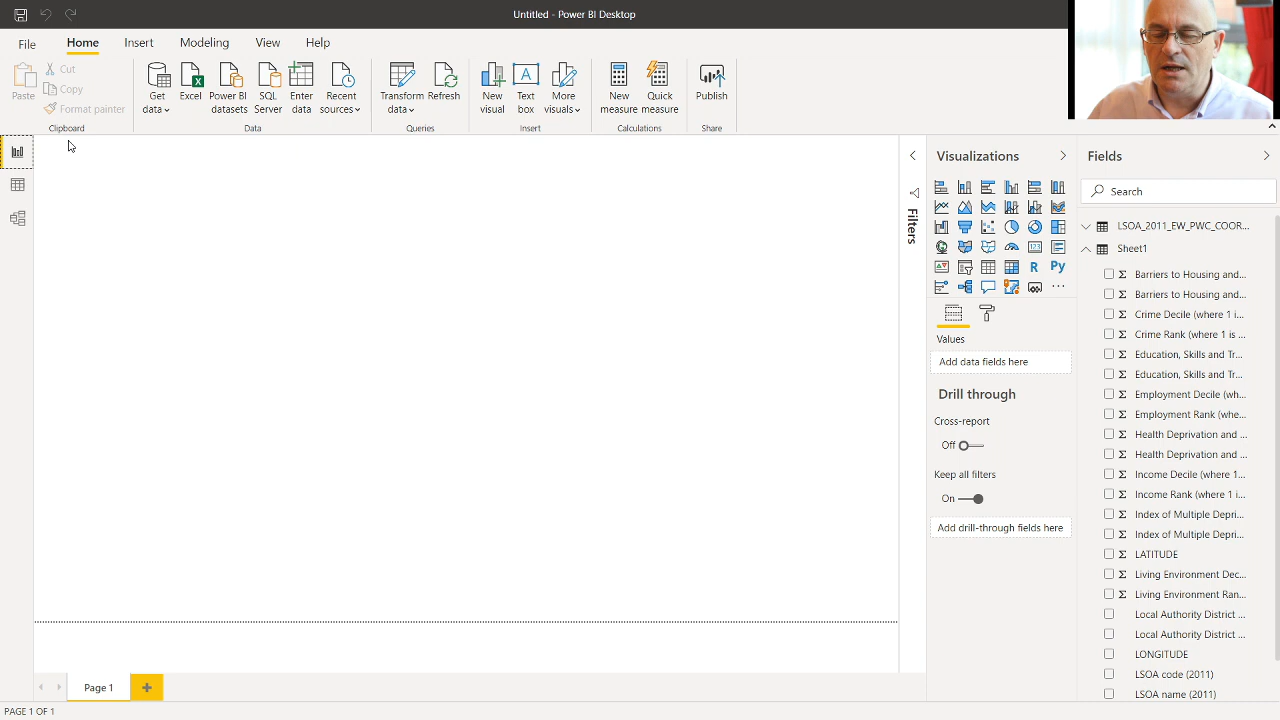 Untitled - Power BI Desktop
File
Home
Insert
Modeling
View
Help
Paste
Cut
Copy
Format painter
Clipboard
Get data
Excel
Power BI datasets
SQL Server
Enter data
Recent sources
Data
Transform data
Refresh
Queries
New visual
A
Text box
More visuals
Insert
New measure
Quick measure
Calculations
Publish
Share
Filters
Visualizations
123
R
Py
Values
Add data fields here
Drill through
Cross-report
Off
Keep all filters
On
Add drill-through fields here
Fields
Search
LSOA_2011_EW_PWC_COOR...
Sheet1
Σ Barriers to Housing and...
Σ Barriers to Housing and...
Σ Crime Decile (where 1 i...
Σ Crime Rank (where 1 is ...
Σ Education, Skills and Tr...
Σ Education, Skills and Tr...
Σ Employment Decile (wh...
Σ Employment Rank (whe...
Σ Health Deprivation and ...
Σ Health Deprivation and ...
Σ Income Decile (where 1...
Σ Income Rank (where 1 i...
Σ Index of Multiple Depri...
Σ Index of Multiple Depri...
Σ LATITUDE
Σ Living Environment Dec...
Σ Living Environment Ran...
Local Authority District ...
Local Authority District ...
LONGITUDE
LSOA code (2011)
LSOA name (2011)
Page 1
PAGE 1 OF 1